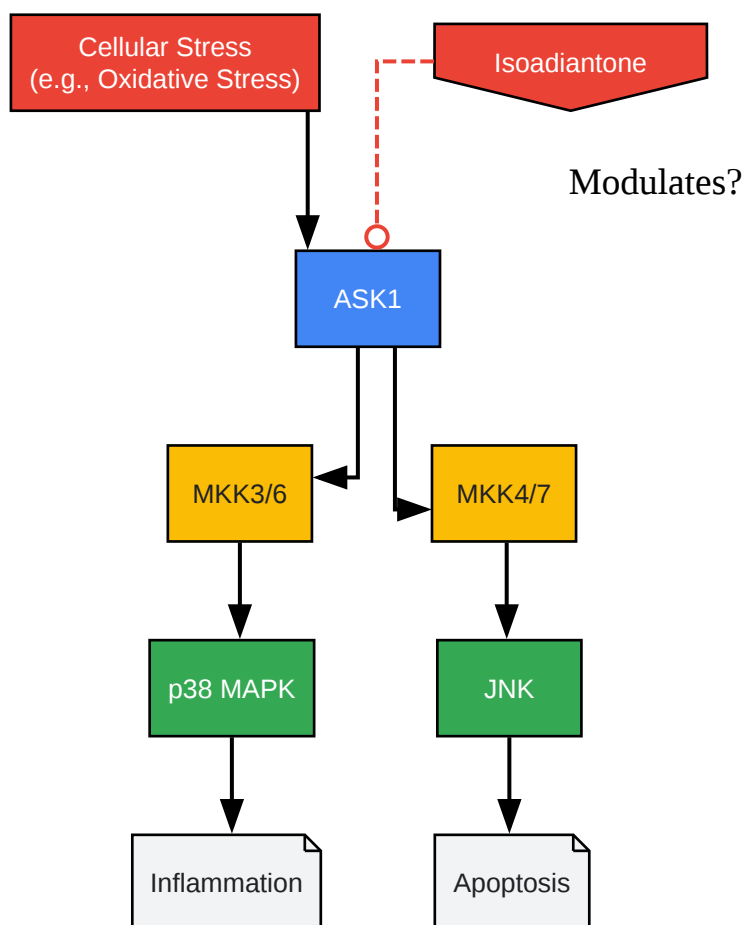 Cellular Stress
(e.g., Oxidative Stress)
Isoadiantone
Modulates?
ASK1
MKK3/6
MKK4/7
p38 MAPK
JNK
Inflammation
Apoptosis